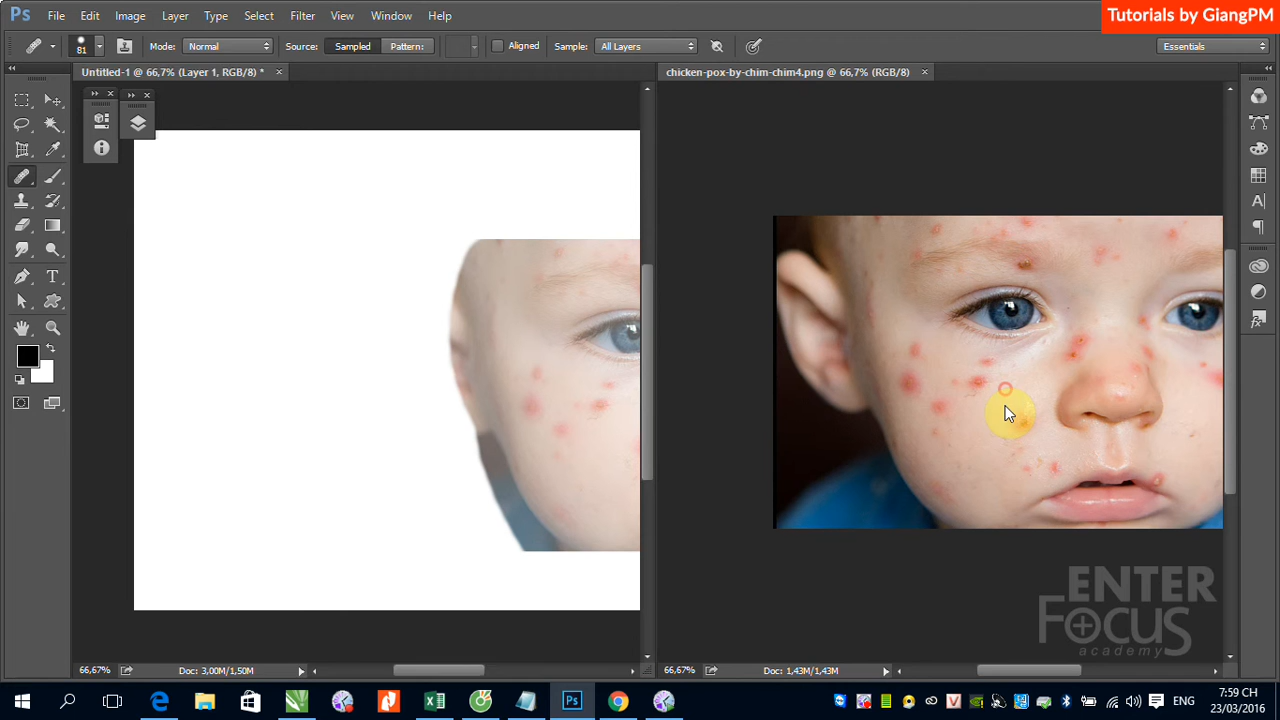 Tutorials by GiangPM
Ps File Edit Image Layer Type Select Filter View Window Help
81 Mode: Normal Source: Sampled Pattern: Aligned Sample: All Layers Essentials
Untitled-1 @ 66,7% (Layer 1, RGB/8) * ×
chicken-pox-by-chim-chim4.png @ 66,7% (RGB/8) ×
ENTER
FOCUS
academy
66,67% Doc: 3,00M/1,50M
66,67% Doc: 1,43M/1,43M
ENG
7:59 CH
23/03/2016